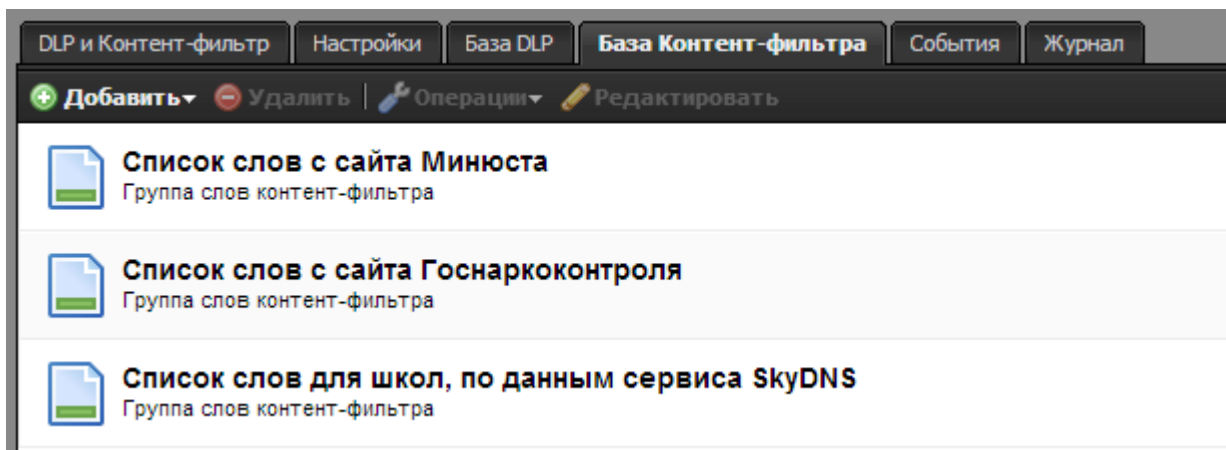 DLP и Контент-фильтр Настройки База DLP База Контент-фильтра События Журнал
Добавить Удалить Операции Редактировать
Список слов с сайта Минюста
Группа слов контент-фильтра
Список слов с сайта Госнаркоконтроля
Группа слов контент-фильтра
Список слов для школ, по данным сервиса SkyDNS
Группа слов контент-фильтра